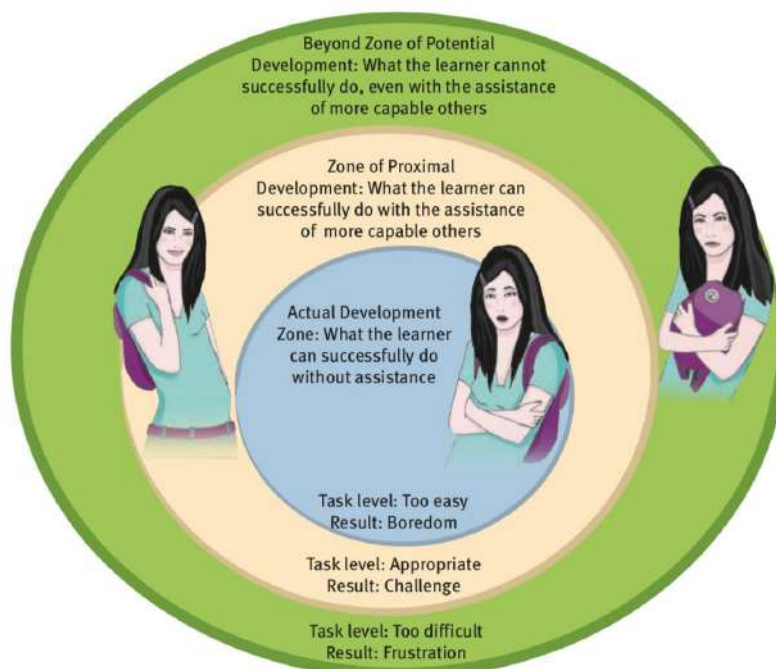 Beyond Zone of Potential
Development: What the learner cannot
successfully do, even with the assistance
of more capable others
Zone of Proximal
Development: What the learner can
successfully do with the assistance
of more capable others
Actual Development
Zone: What the learner
can successfully do
without assistance
Task level: Too easy
Result: Boredom
Task level: Appropriate
Result: Challenge
Task level: Too difficult
Result: Frustration